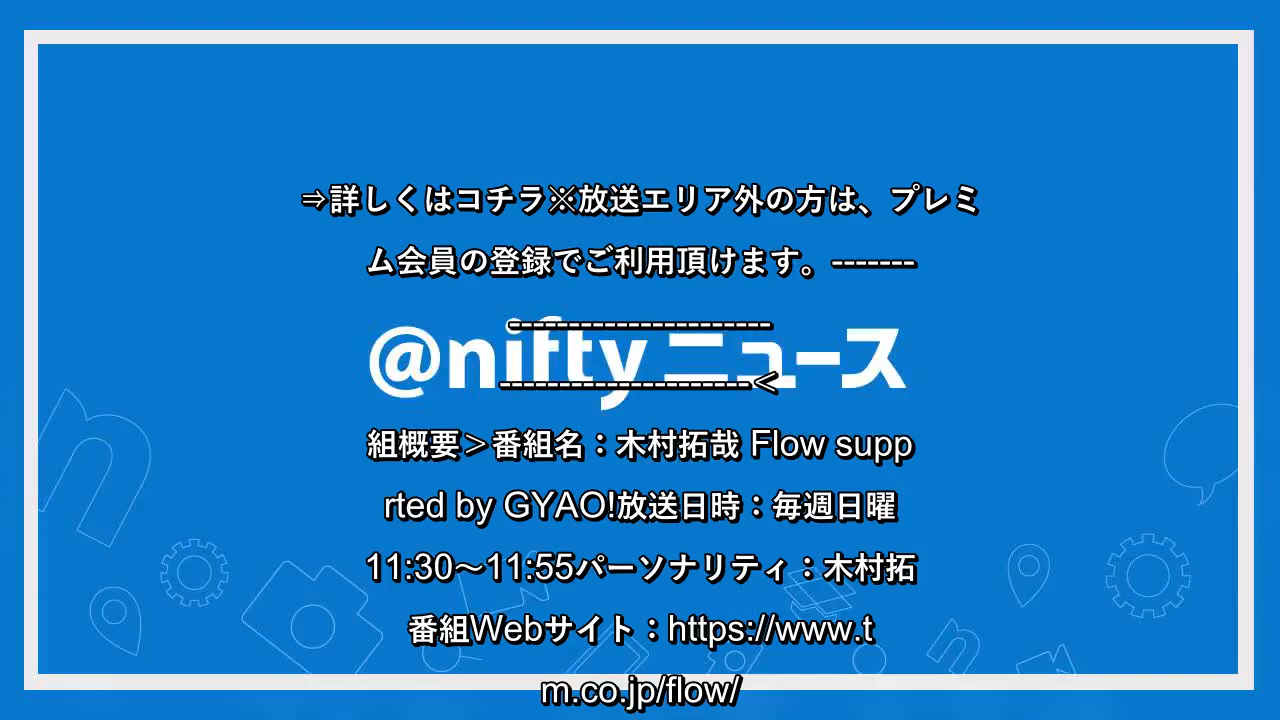 ⇒詳しくはコチラ※放送エリア外の方は、プレミ
ム会員の登録でご利用頂けます。-------
----------------------
@nifty ニュース
---------------------<
組概要＞番組名：木村拓哉 Flow supp
rted by GYAO!放送日時：毎週日曜
11:30～11:55パーソナリティ：木村拓
番組Webサイト：https://www.t
m.co.jp/flow/